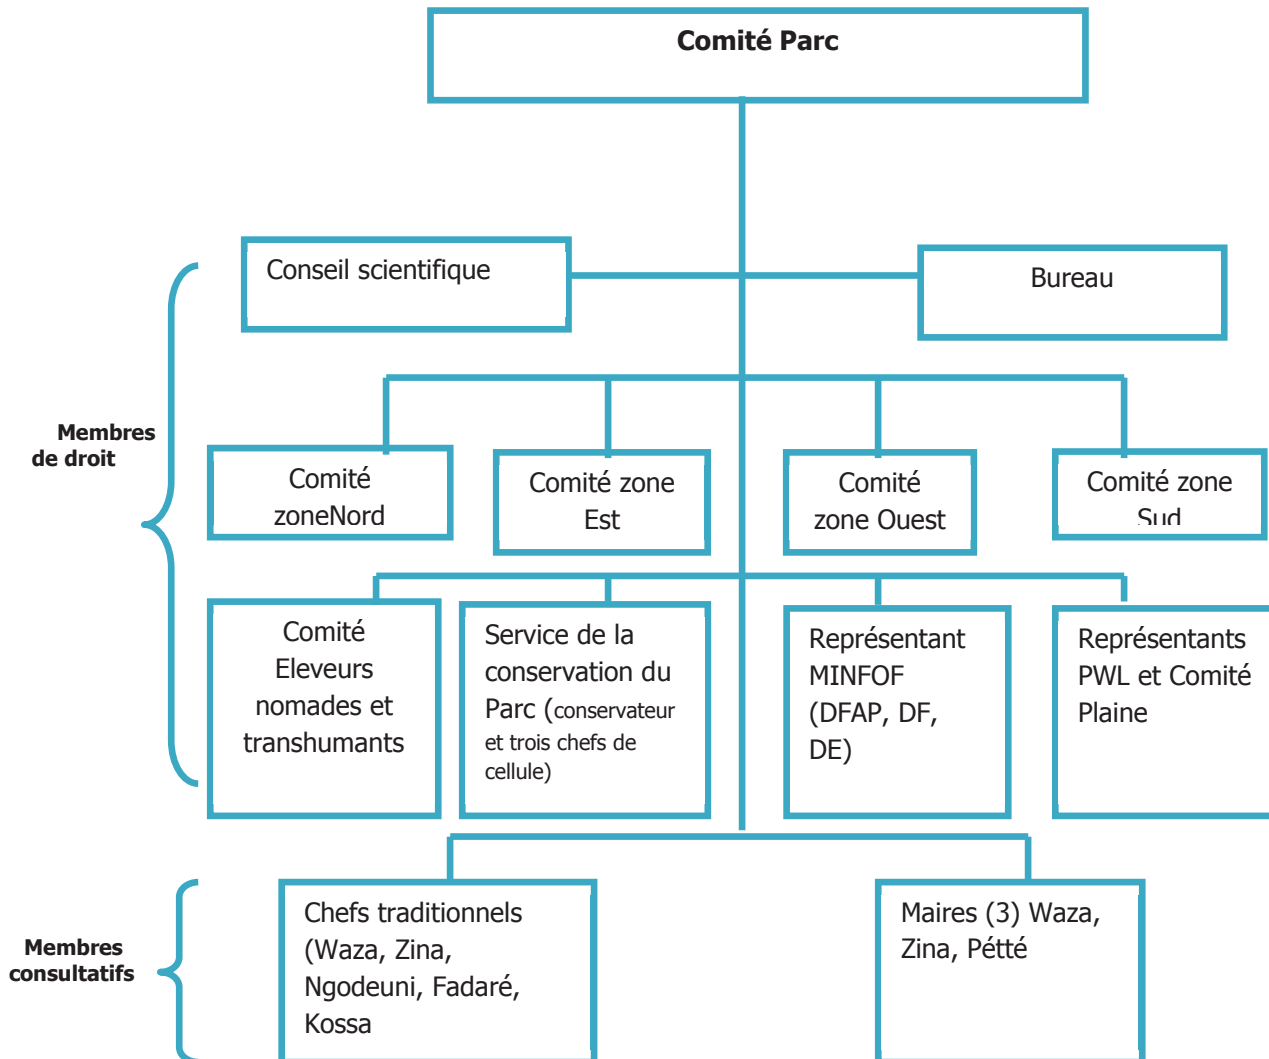 Comité Parc
Conseil scientifique
Bureau
Membres
de droit
Comité
zoneNord
Comité zone
Est
Comité
zone Ouest
Comité zone
Sud
Comité
Eleveurs
nomades et
transhumants
Service de la
conservation du
Parc (conservateur
et trois chefs de
cellule)
Représentant
MINFOF
(DFAP, DF,
DE)
Représentants
PWL et Comité
Plaine
Membres
consultatifs
Chefs traditionnels
(Waza, Zina,
Ngodeuni, Fadaré,
Kossa
Maires (3) Waza,
Zina, Pétté